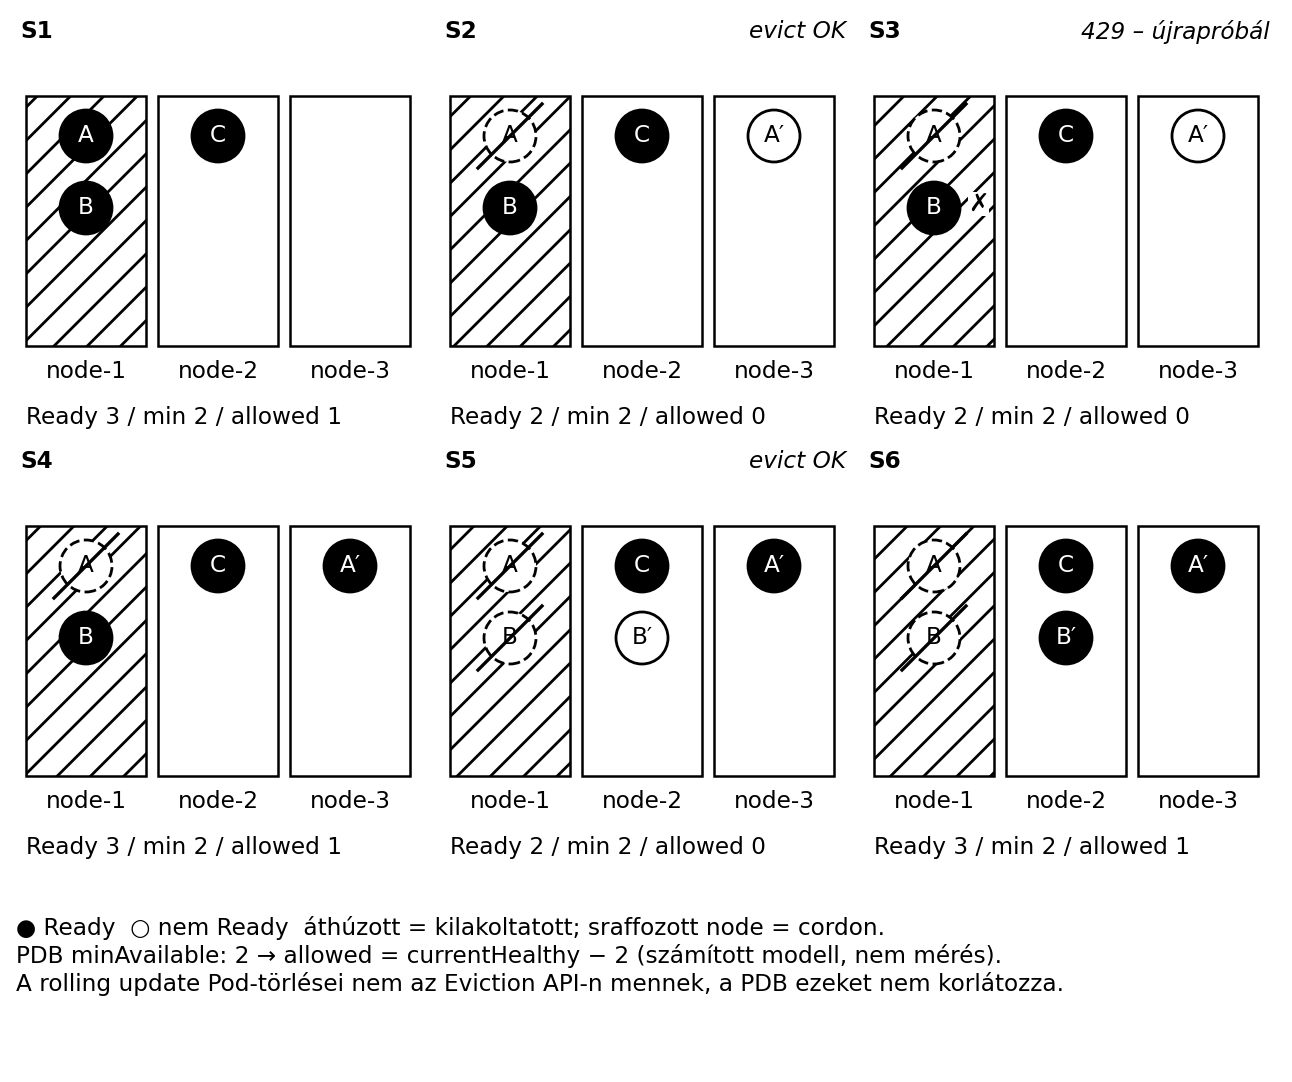 S1
A
B
C
node-1 node-2 node-3
Ready 3 / min 2 / allowed 1
S2 evict OK
A
B
C
A′
node-1 node-2 node-3
Ready 2 / min 2 / allowed 0
S3 429 – újrapróbál
A
B ✗
C
A′
node-1 node-2 node-3
Ready 2 / min 2 / allowed 0
S4
A
B
C
A′
node-1 node-2 node-3
Ready 3 / min 2 / allowed 1
S5 evict OK
A
B
C
B′
A′
node-1 node-2 node-3
Ready 2 / min 2 / allowed 0
S6
A
B
C
B′
A′
node-1 node-2 node-3
Ready 3 / min 2 / allowed 1
● Ready ○ nem Ready áthúzott = kilakoltatott; sraffozott node = cordon.
PDB minAvailable: 2 → allowed = currentHealthy − 2 (számított modell, nem mérés).
A rolling update Pod-törlései nem az Eviction API-n mennek, a PDB ezeket nem korlátozza.